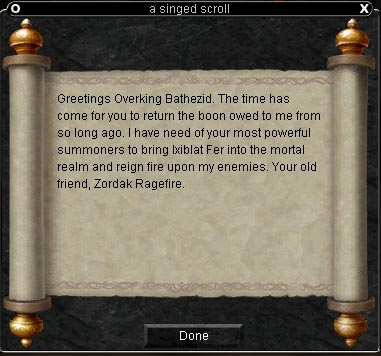 O a singed scroll X
Greetings Overking Bathezid. The time has
come for you to return the boon owed to me from
so long ago. I have need of your most powerful
summoners to bring Ixiblat Fer into the mortal
realm and reign fire upon my enemies. Your old
friend, Zordak Ragefire.
Done